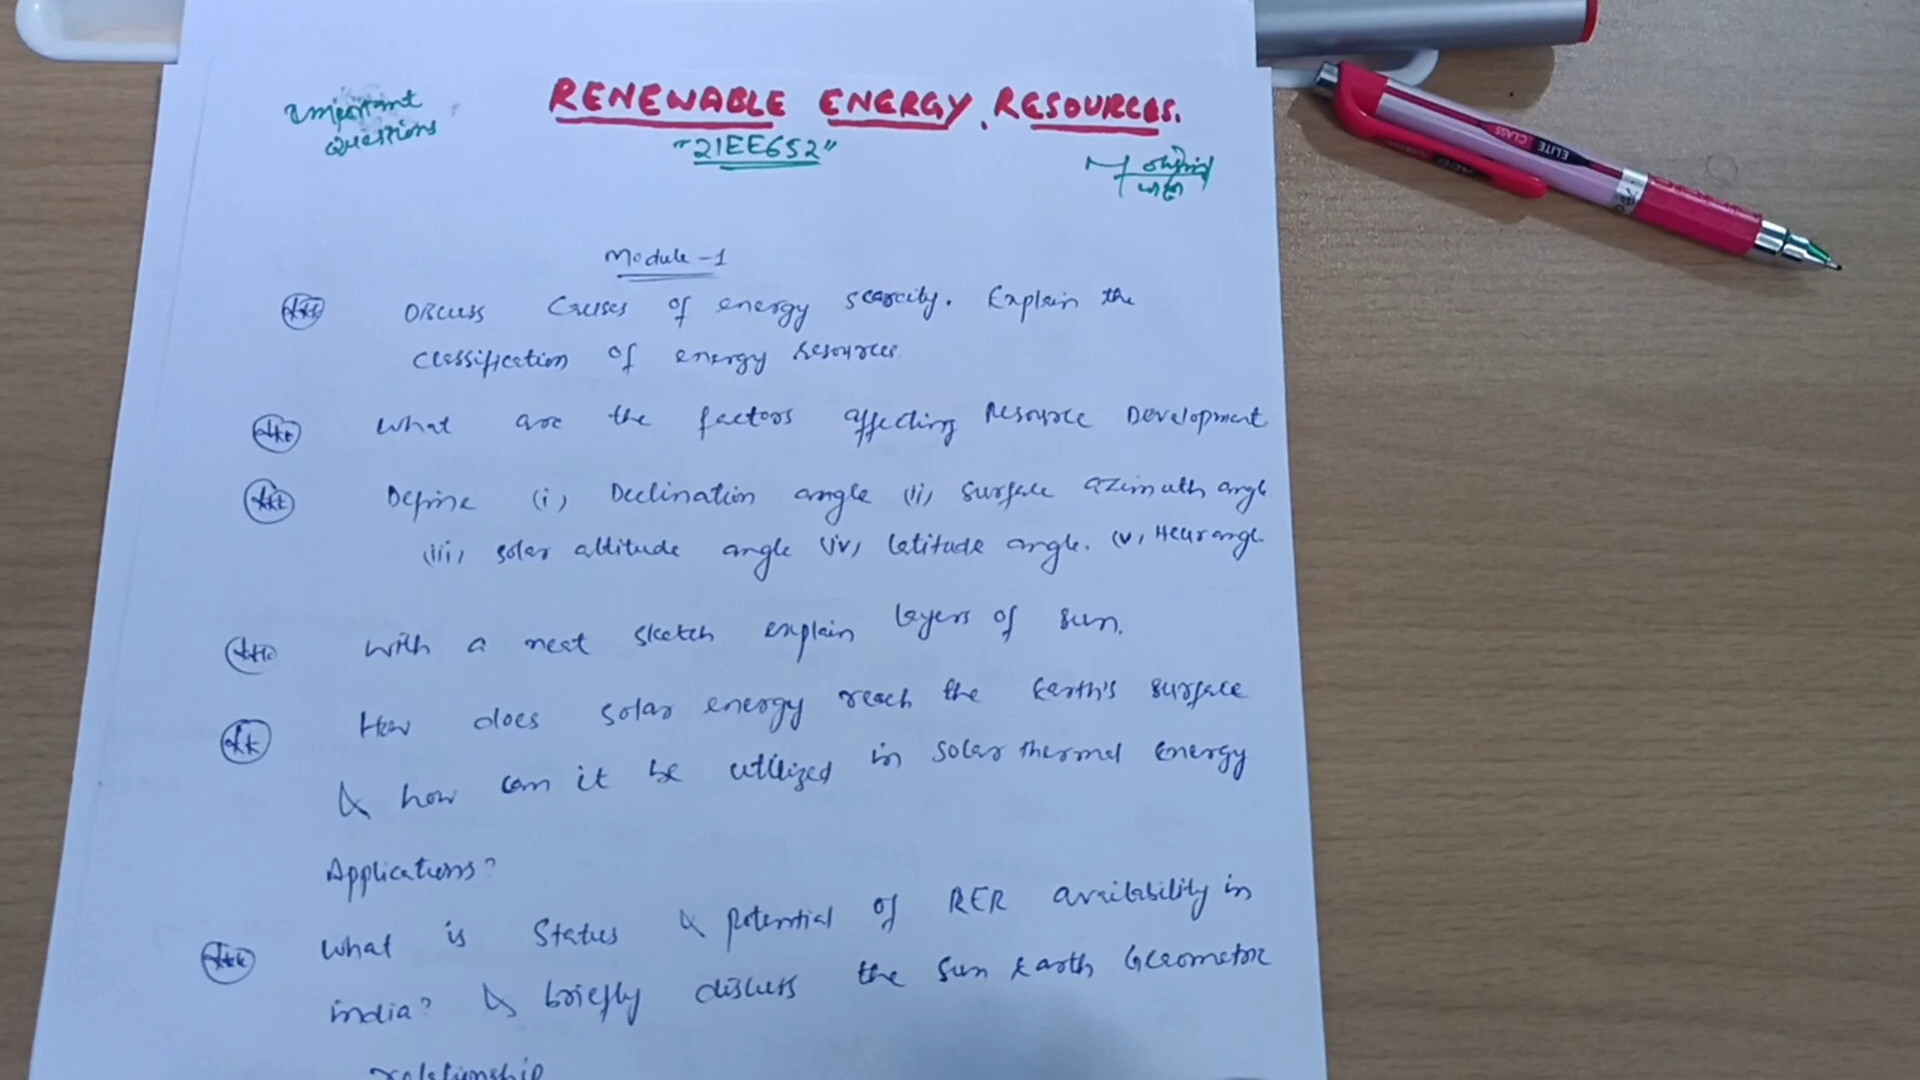 Important
Questions
RENEWABLE ENERGY RESOURCES.
"21EE652"
Module-1
Discuss Causes of energy scarcity. Explain the
classification of energy resources
What are the factors affecting Resource Development
Define (i) Declination angle (ii) surface azimuth angle
(iii) solar altitude angle (iv) latitude angle. (v) Hour angle
with a neat sketch explain layers of sun.
How does solar energy reach the Earth's surface
& how can it be utilized in solar thermal Energy
Applications?
What is Status & potential of RER availability in
india? & briefly discuss the sun Earth Geometric
relationship
ELITE CLASS